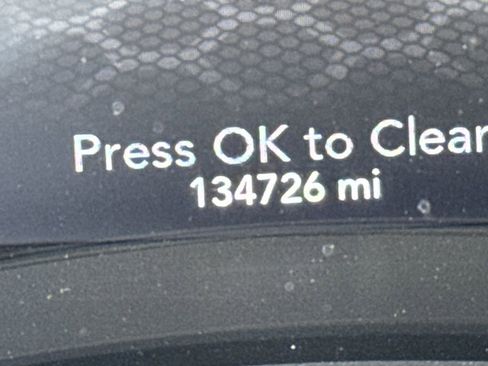 Press OK to Clear
134726 mi